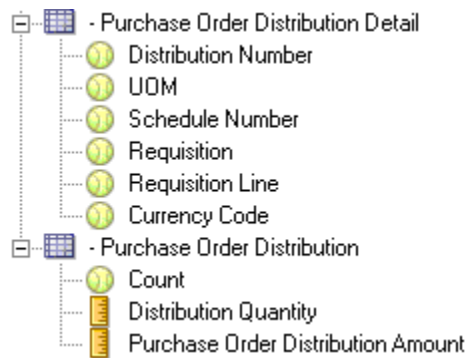 - Purchase Order Distribution Detail
Distribution Number
UOM
Schedule Number
Requisition
Requisition Line
Currency Code
- Purchase Order Distribution
Count
Distribution Quantity
Purchase Order Distribution Amount